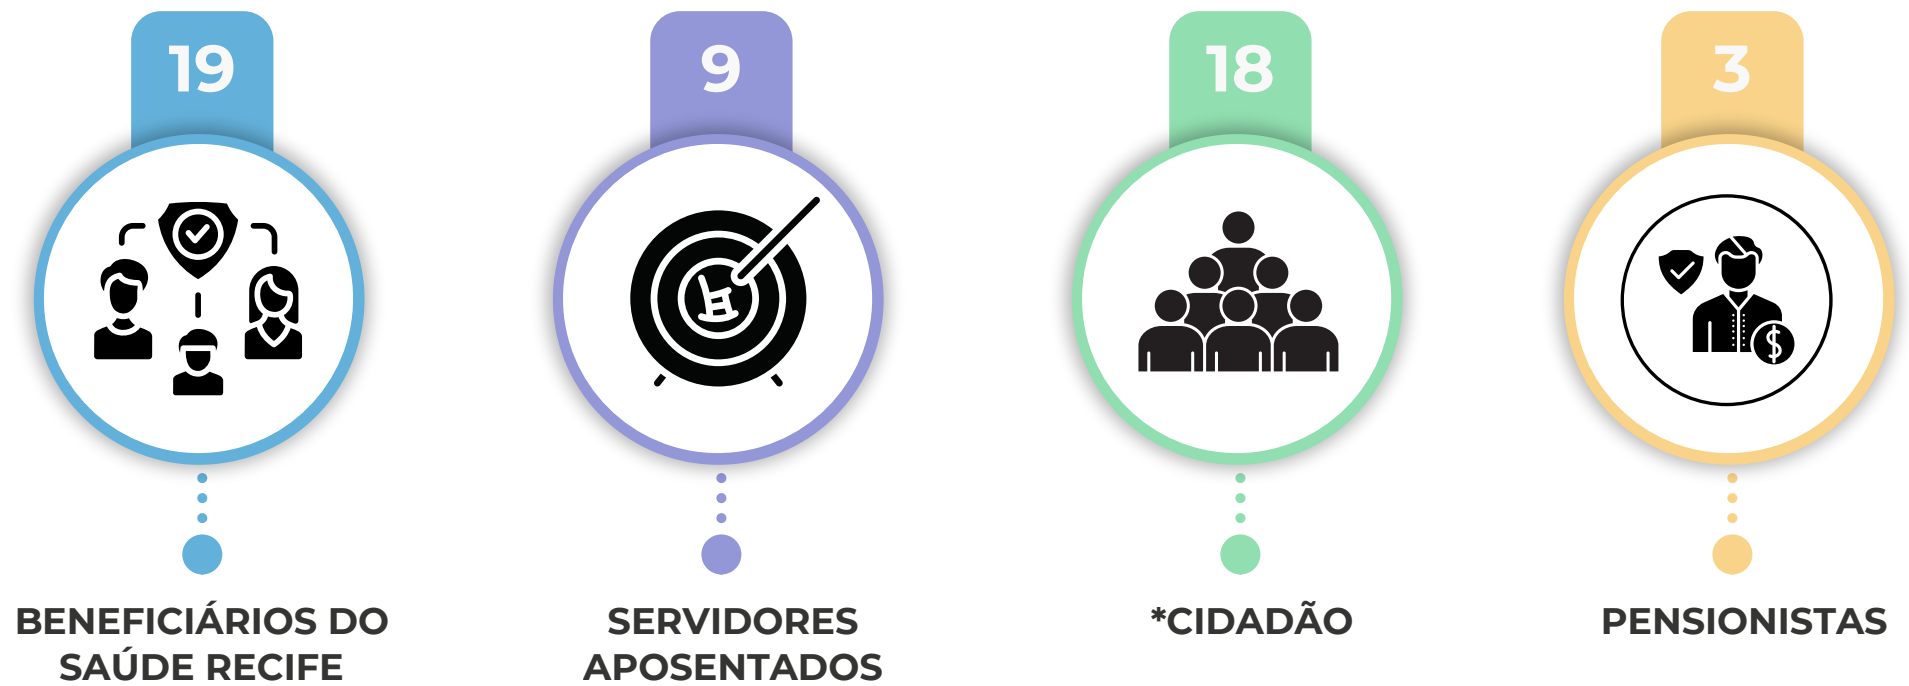 19
9
18
3
BENEFICIÁRIOS DO
SAÚDE RECIFE
SERVIDORES
APOSENTADOS
*CIDADÃO
PENSIONISTAS